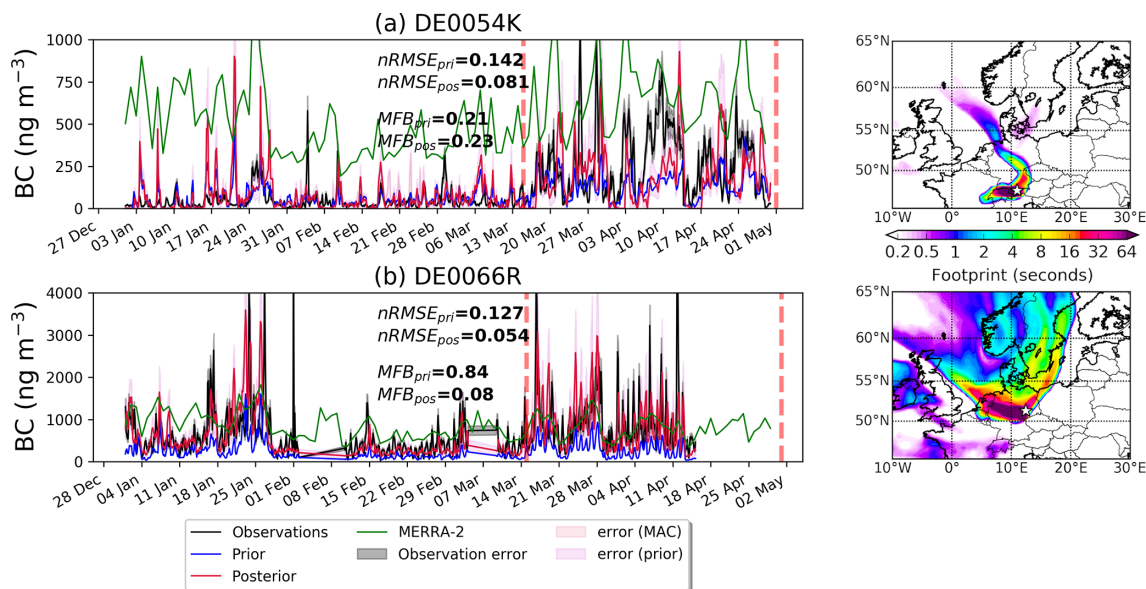 (a) DE0054K
BC (ng m⁻³)
1000
750
500
250
0
nRMSE_pri=0.142
nRMSE_pos=0.081
MFB_pri=0.21
MFB_pos=0.23
27 Dec 03 Jan 10 Jan 17 Jan 24 Jan 31 Jan 07 Feb 14 Feb 21 Feb 28 Feb 06 Mar 13 Mar 20 Mar 27 Mar 03 Apr 10 Apr 17 Apr 24 Apr 01 May
60°N
55°N
50°N
10°W 0° 10°E 20°E 30°E
0.2 0.5 1 2 4 8 16 32 64
Footprint (seconds)
(b) DE0066R
BC (ng m⁻³)
4000
3000
2000
1000
0
nRMSE_pri=0.127
nRMSE_pos=0.054
MFB_pri=0.84
MFB_pos=0.08
28 Dec 04 Jan 11 Jan 18 Jan 25 Jan 01 Feb 08 Feb 15 Feb 22 Feb 29 Feb 07 Mar 14 Mar 21 Mar 28 Mar 04 Apr 11 Apr 18 Apr 25 Apr 02 May
60°N
55°N
50°N
10°W 0° 10°E 20°E 30°E
Observations
Prior
Posterior
MERRA-2
Observation error
error (MAC)
error (prior)